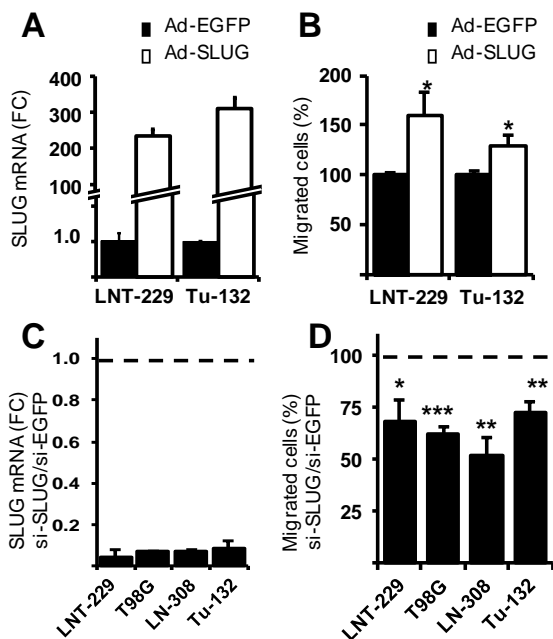 A
Ad-EGFP
Ad-SLUG
SLUG mRNA (FC)
400
300
200
100
1.0
LNT-229 Tu-132
B
Ad-EGFP
Ad-SLUG
Migrated cells (%)
200
150
100
50
* *
LNT-229 Tu-132
C
SLUG mRNA (FC)
si-SLUG/si-EGFP
1.0
0.8
0.6
0.4
0.2
LNT-229 T98G LN-308 Tu-132
D
Migrated cells (%)
si-SLUG/si-EGFP
100
75
50
25
* *** ** **
LNT-229 T98G LN-308 Tu-132